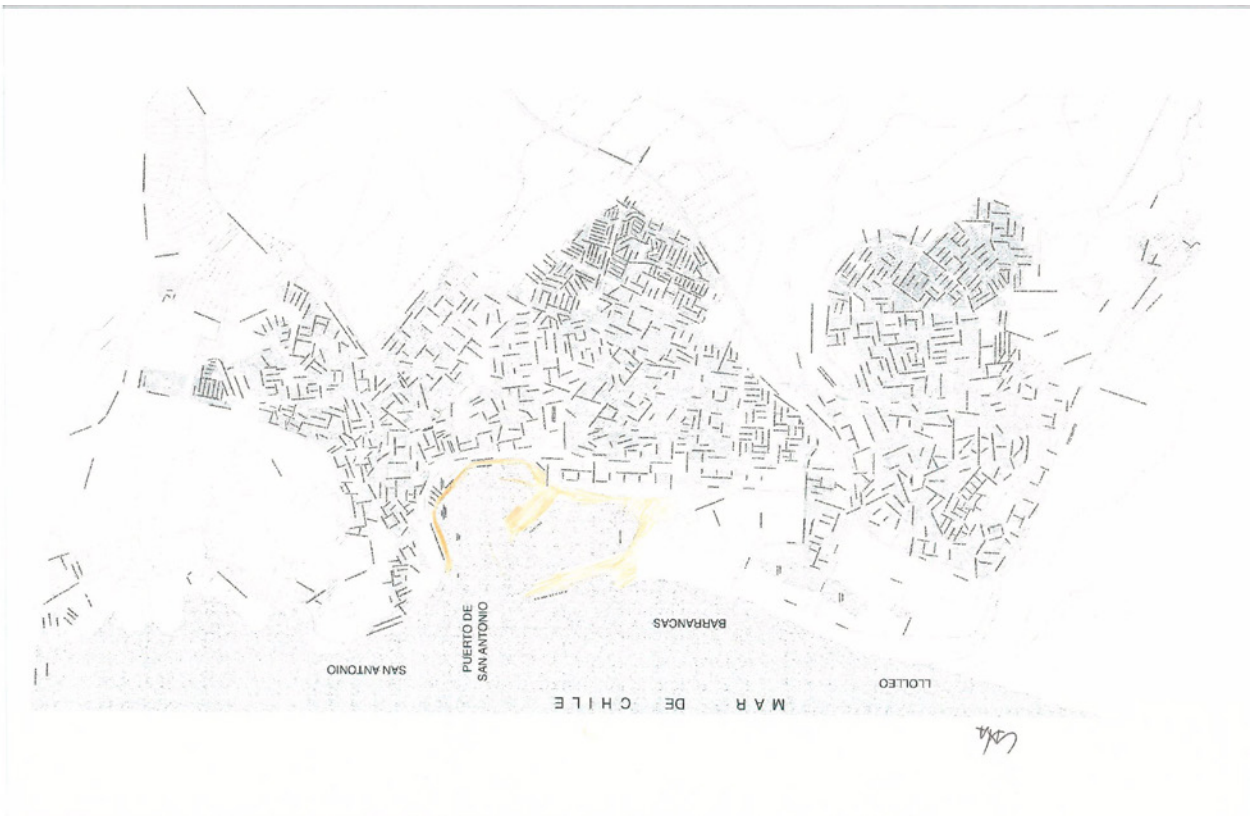 SAN ANTONIO
PUERTO DE
SAN ANTONIO
BARRANCAS
LLOLLEO
MAR DE CHILE